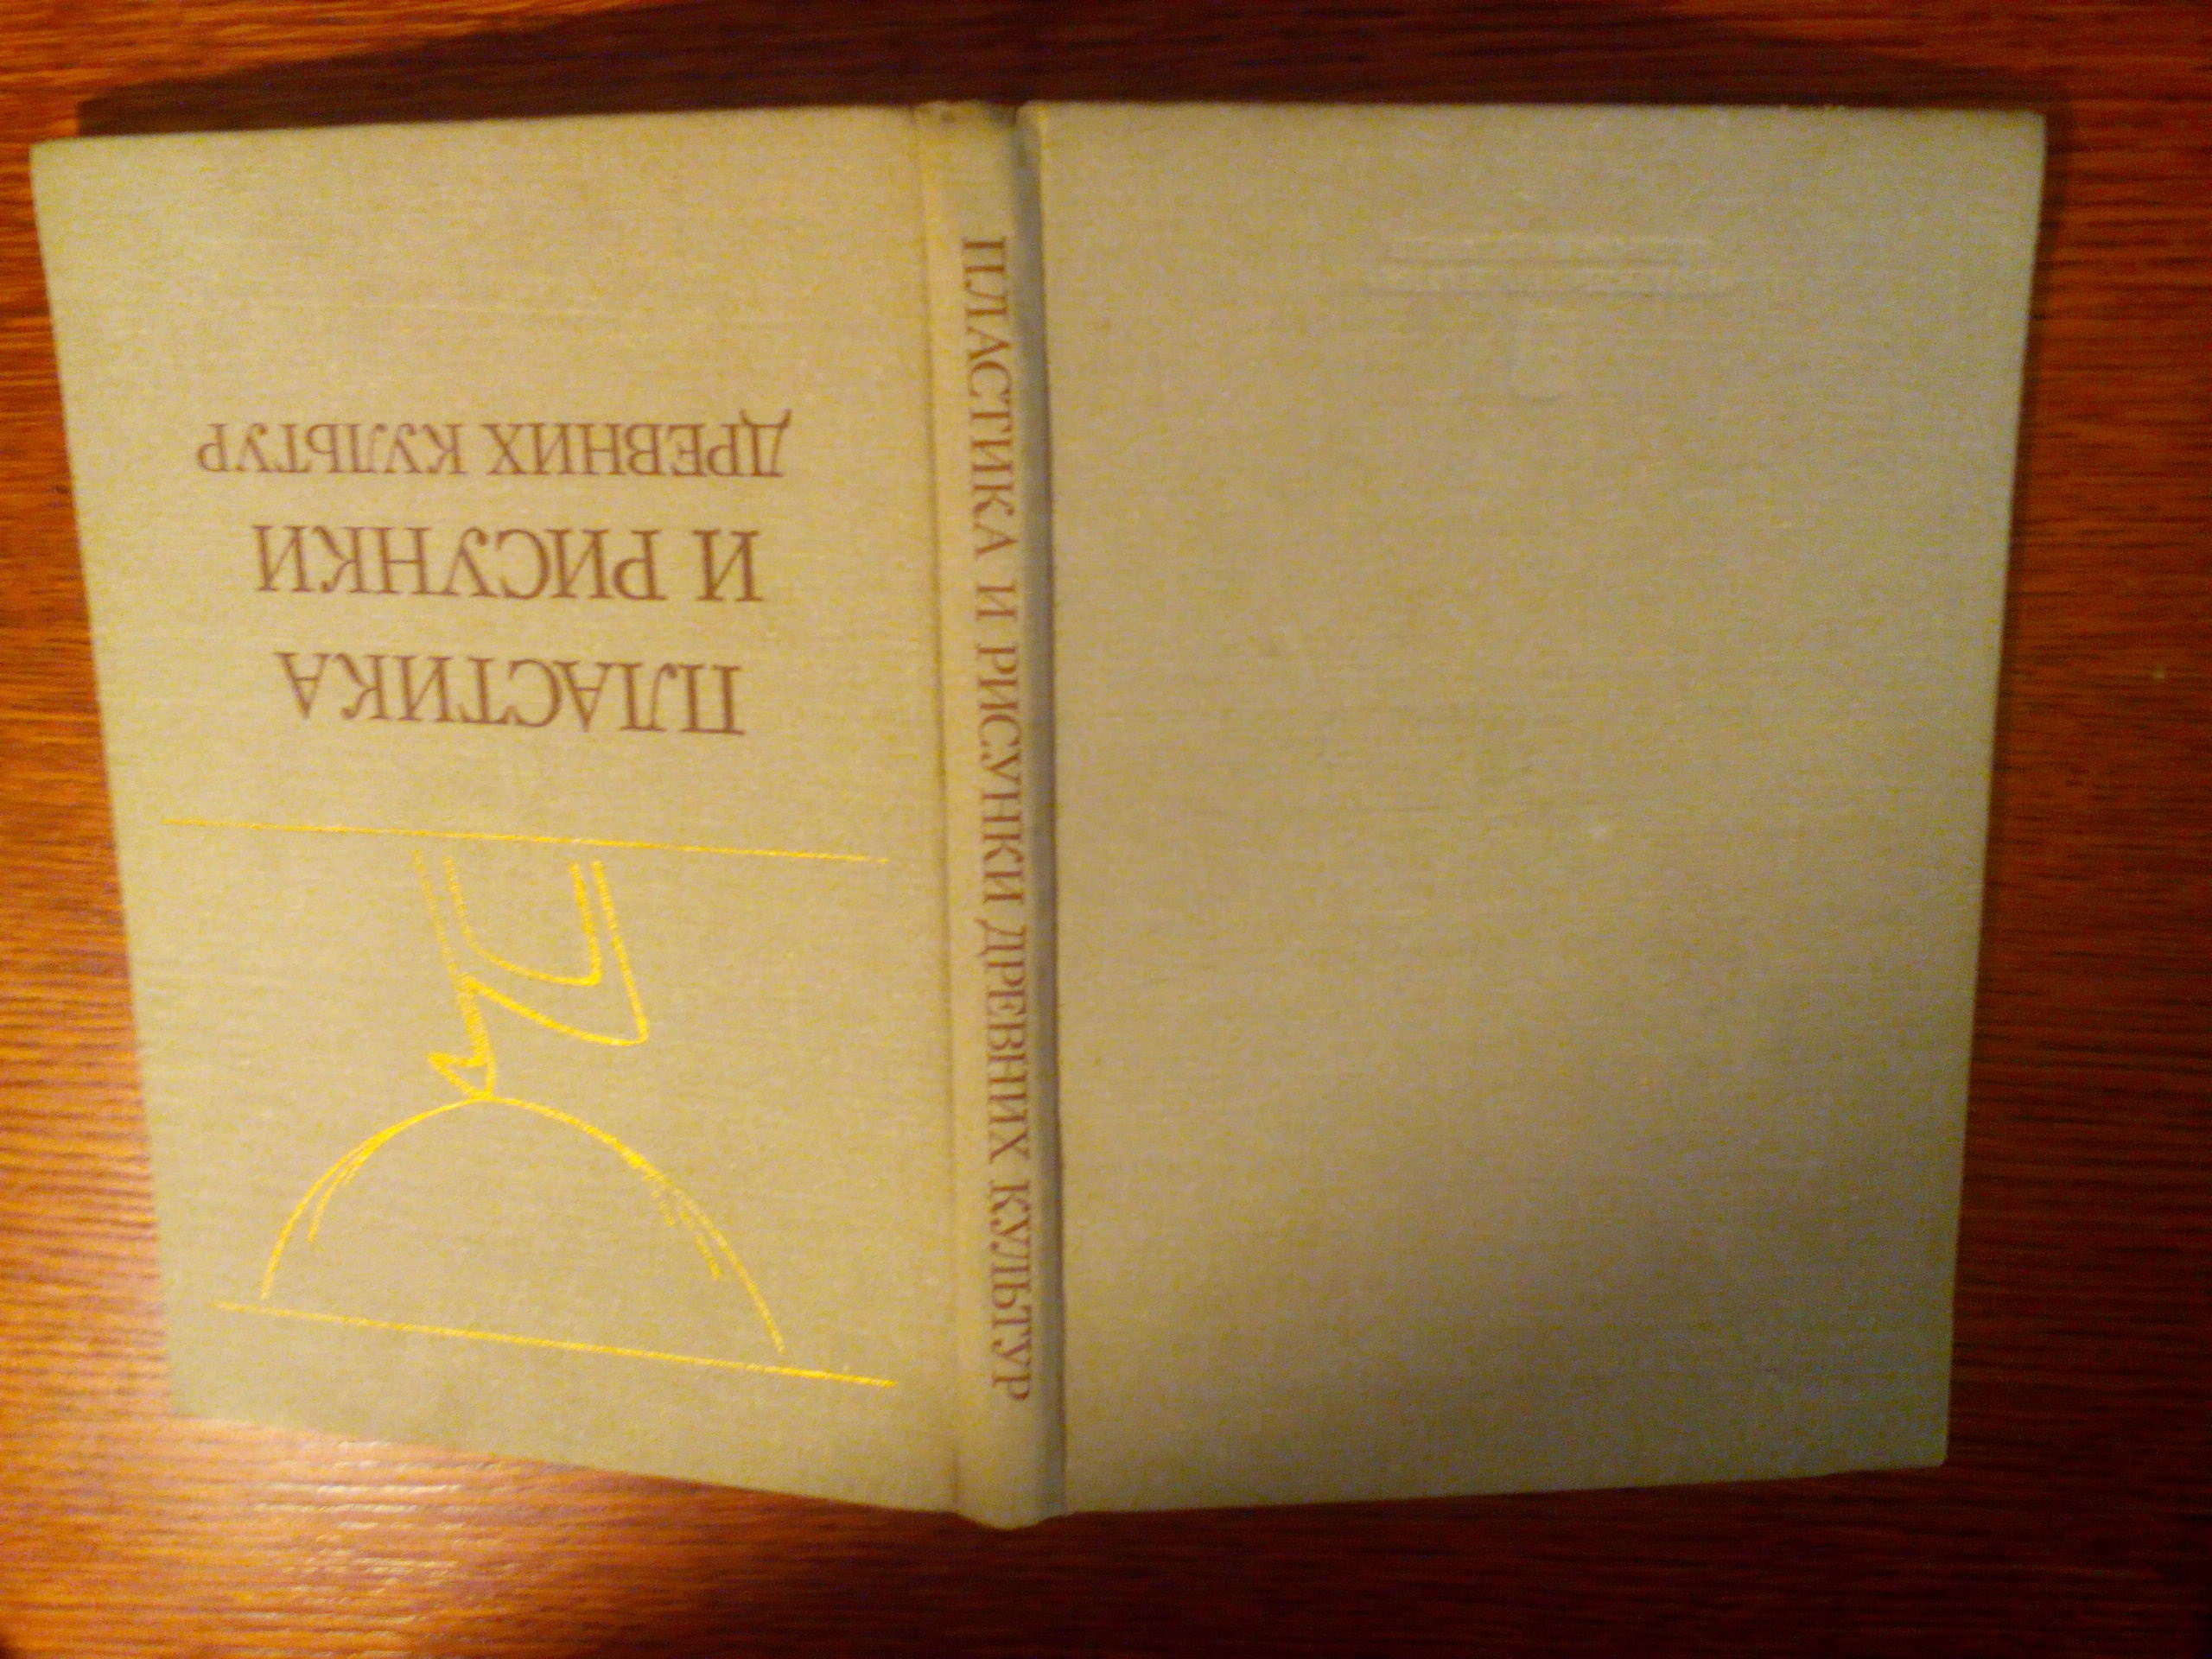 ПЛАСТИКА
И РИСУНКИ
ДРЕВНИХ КУЛЬТУР
ПЛАСТИКА И РИСУНКИ ДРЕВНИХ КУЛЬТУР